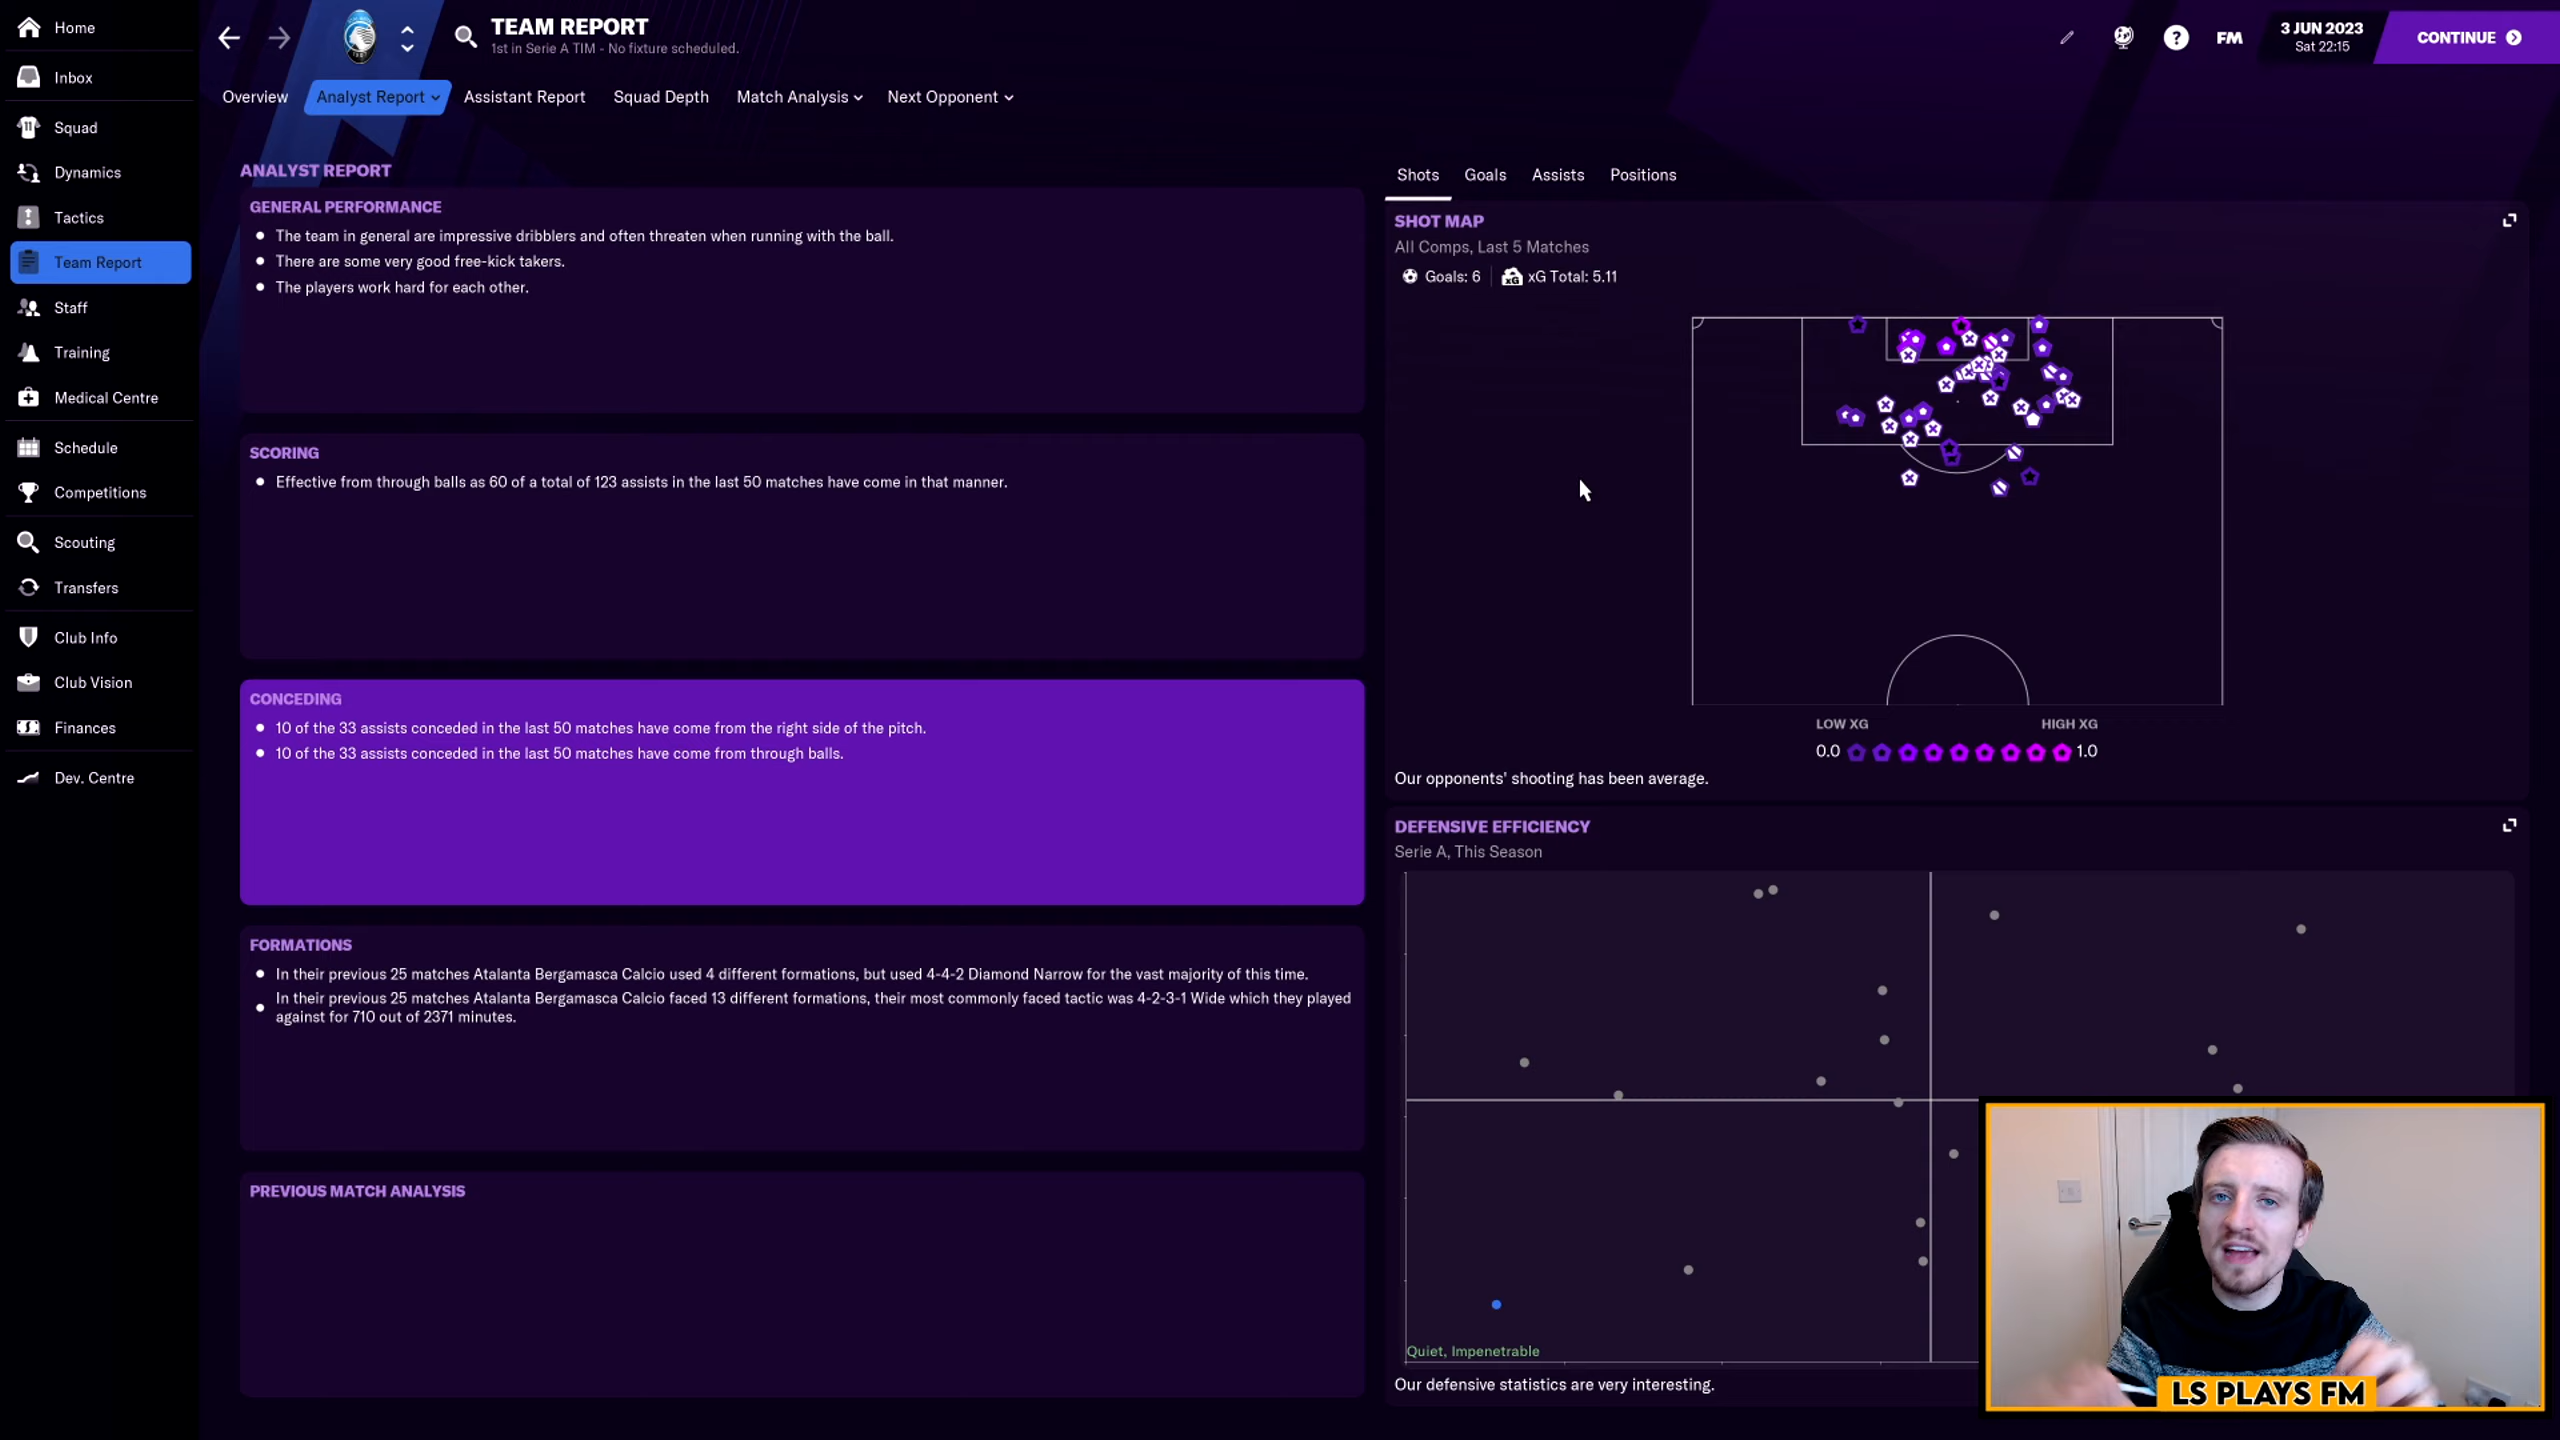 Home
Inbox
Squad
Dynamics
Tactics
Team Report
Staff
Training
Medical Centre
Schedule
Competitions
Scouting
Transfers
Club Info
Club Vision
Finances
Dev. Centre
TEAM REPORT
1st in Serie A TIM - No fixture scheduled.
FM
3 JUN 2023
Sat 22:15
CONTINUE
Overview
Analyst Report
Assistant Report
Squad Depth
Match Analysis
Next Opponent
ANALYST REPORT
GENERAL PERFORMANCE
The team in general are impressive dribblers and often threaten when running with the ball.
There are some very good free-kick takers.
The players work hard for each other.
SCORING
Effective from through balls as 60 of a total of 123 assists in the last 50 matches have come in that manner.
CONCEDING
10 of the 33 assists conceded in the last 50 matches have come from the right side of the pitch.
10 of the 33 assists conceded in the last 50 matches have come from through balls.
FORMATIONS
In their previous 25 matches Atalanta Bergamasca Calcio used 4 different formations, but used 4-4-2 Diamond Narrow for the vast majority of this time.
In their previous 25 matches Atalanta Bergamasca Calcio faced 13 different formations, their most commonly faced tactic was 4-2-3-1 Wide which they played
against for 710 out of 2371 minutes.
PREVIOUS MATCH ANALYSIS
Shots
Goals
Assists
Positions
SHOT MAP
All Comps, Last 5 Matches
Goals: 6
xG
xG Total: 5.11
LOW XG
HIGH XG
0.0
1.0
Our opponents' shooting has been average.
DEFENSIVE EFFICIENCY
Serie A, This Season
Quiet, Impenetrable
Our defensive statistics are very interesting.
LS PLAYS FM